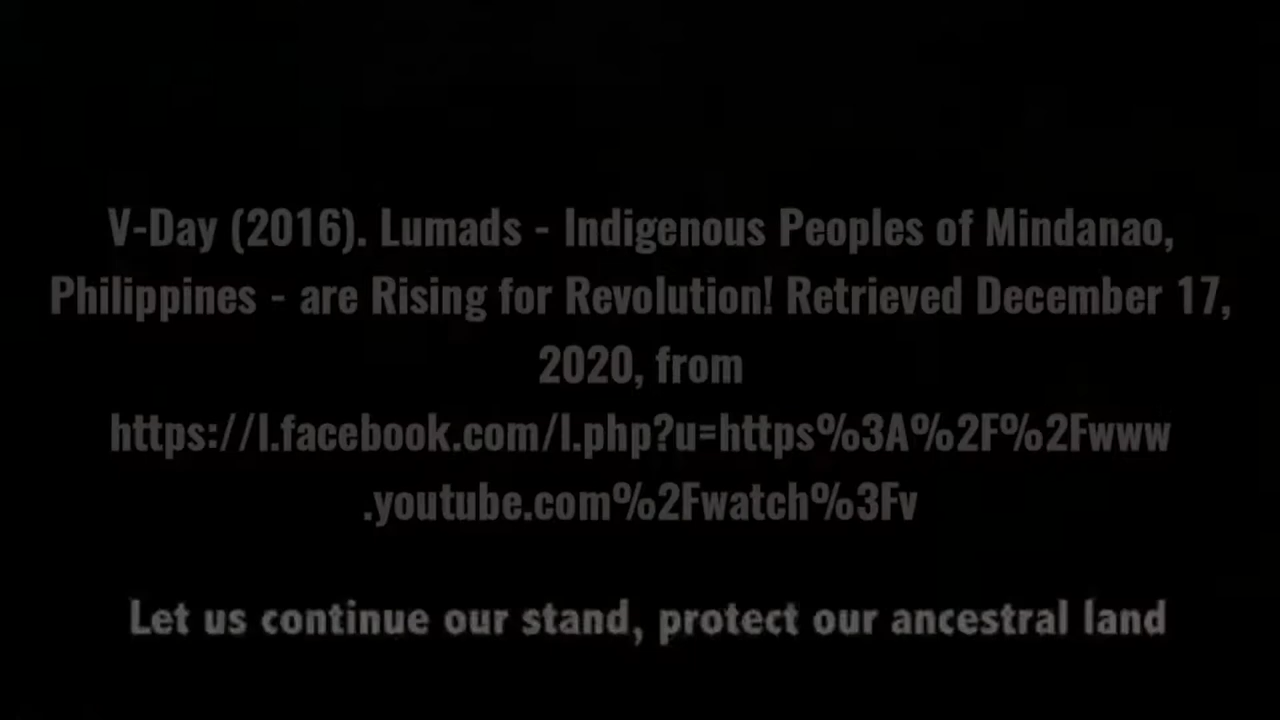 V-Day (2016). Lumads - Indigenous Peoples of Mindanao,
Philippines - are Rising for Revolution! Retrieved December 17,
2020, from
https://l.facebook.com/l.php?u=https%3A%2F%2Fwww
.youtube.com%2Fwatch%3Fv
Let us continue our stand, protect our ancestral land